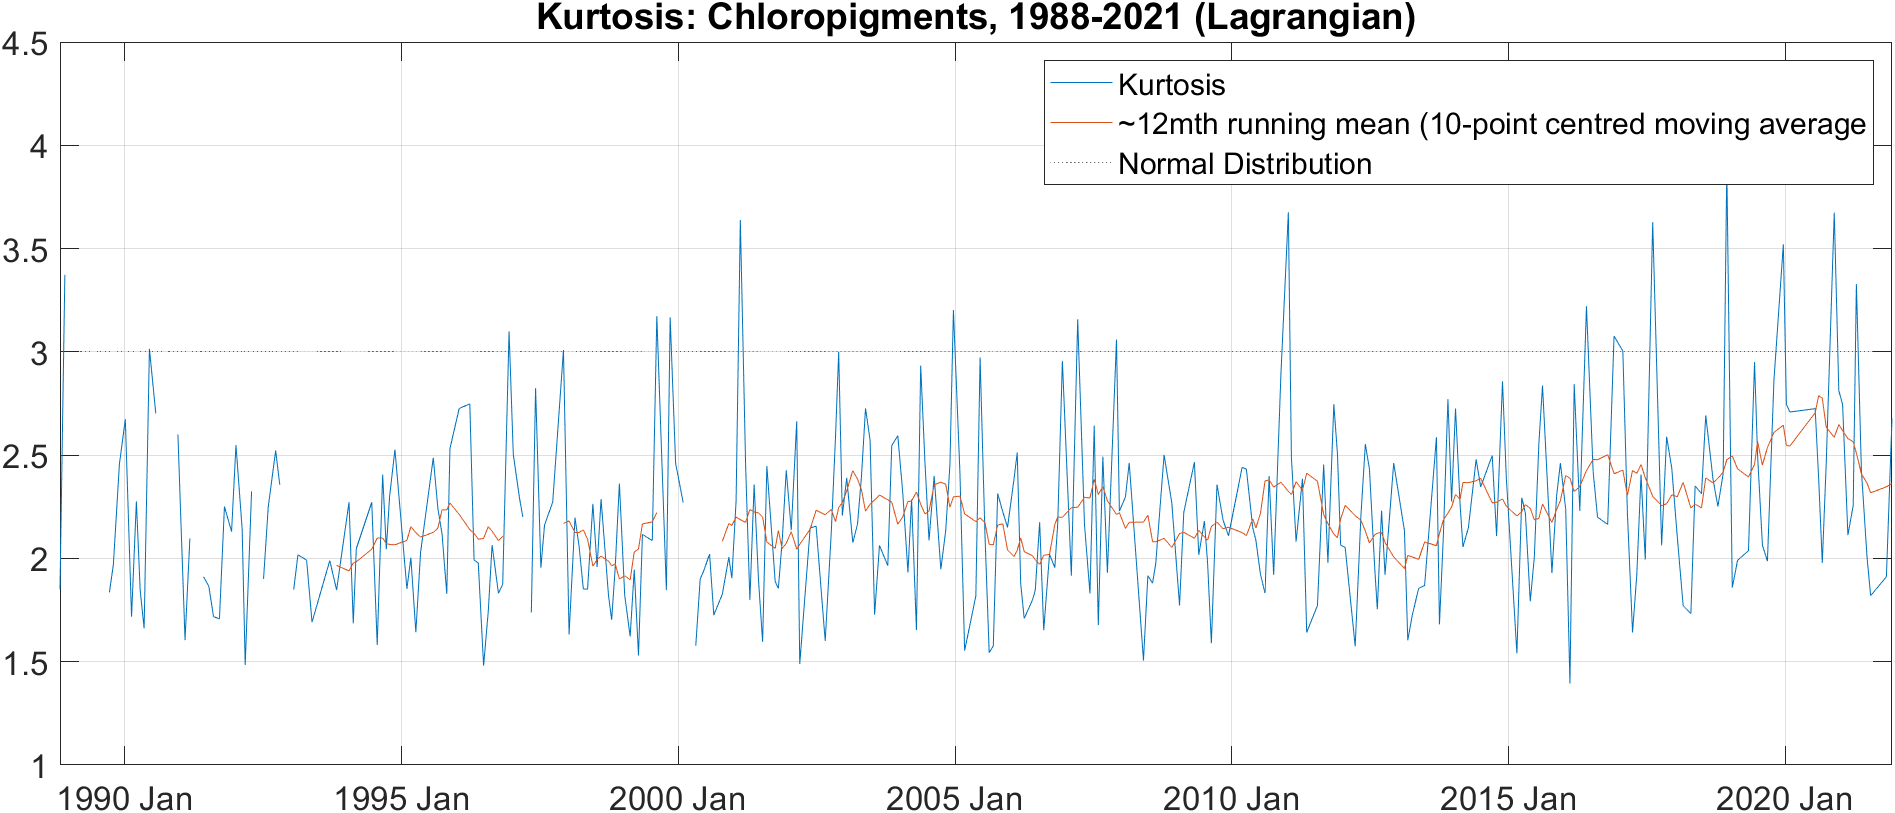 Kurtosis: Chloropigments, 1988-2021 (Lagrangian)
4.5
4
3.5
3
2.5
2
1.5
1
Kurtosis
~12mth running mean (10-point centred moving average
Normal Distribution
1990 Jan
1995 Jan
2000 Jan
2005 Jan
2010 Jan
2015 Jan
2020 Jan